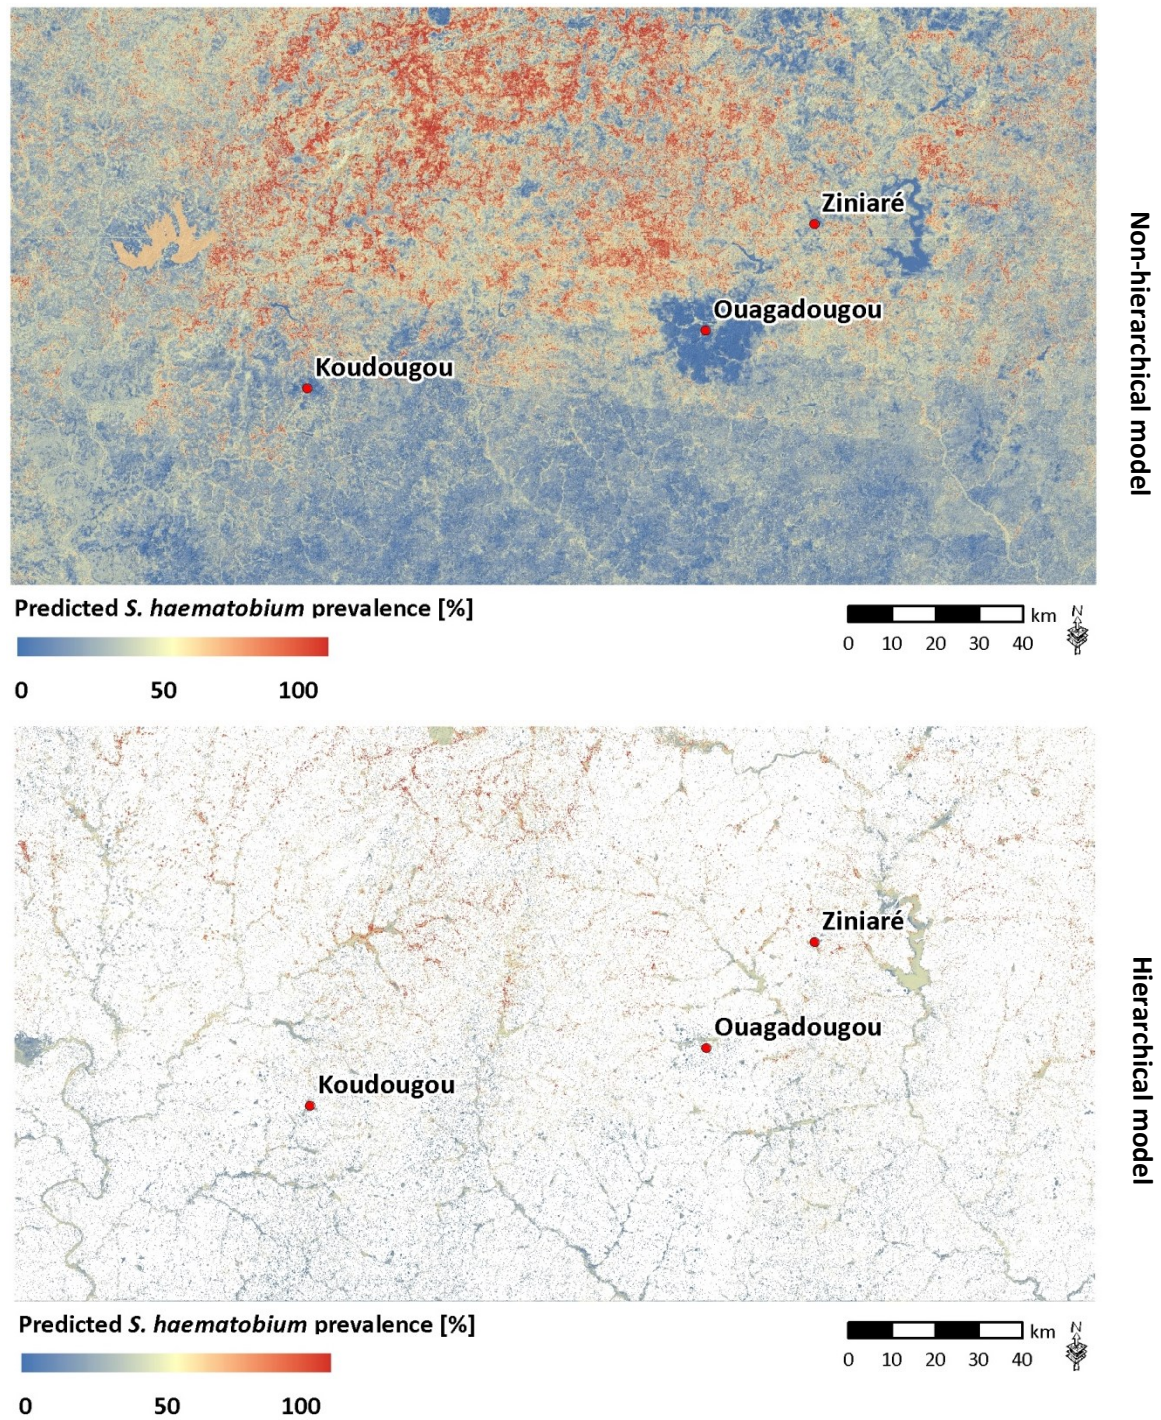 Ziniaré
Ouagadougou
Koudougou
Non-hierarchical model
Predicted S. haematobium prevalence [%]
0 50 100
km
0 10 20 30 40
N
Ziniaré
Ouagadougou
Koudougou
Hierarchical model
Predicted S. haematobium prevalence [%]
0 50 100
km
0 10 20 30 40
N